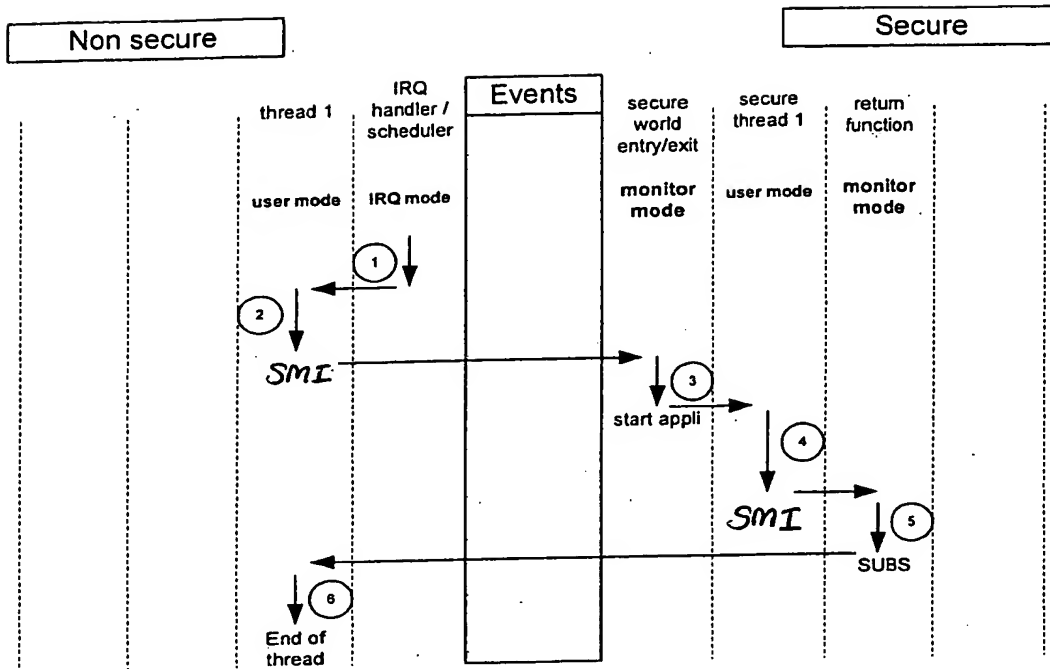 Non secure
Secure
Events
thread 1
IRQ
handler /
scheduler
secure
world
entry/exit
secure
thread 1
return
function
user mode
IRQ mode
monitor
mode
user mode
monitor
mode
1
2
SMI
3
start appli
4
SMI
5
SUBS
6
End of
thread